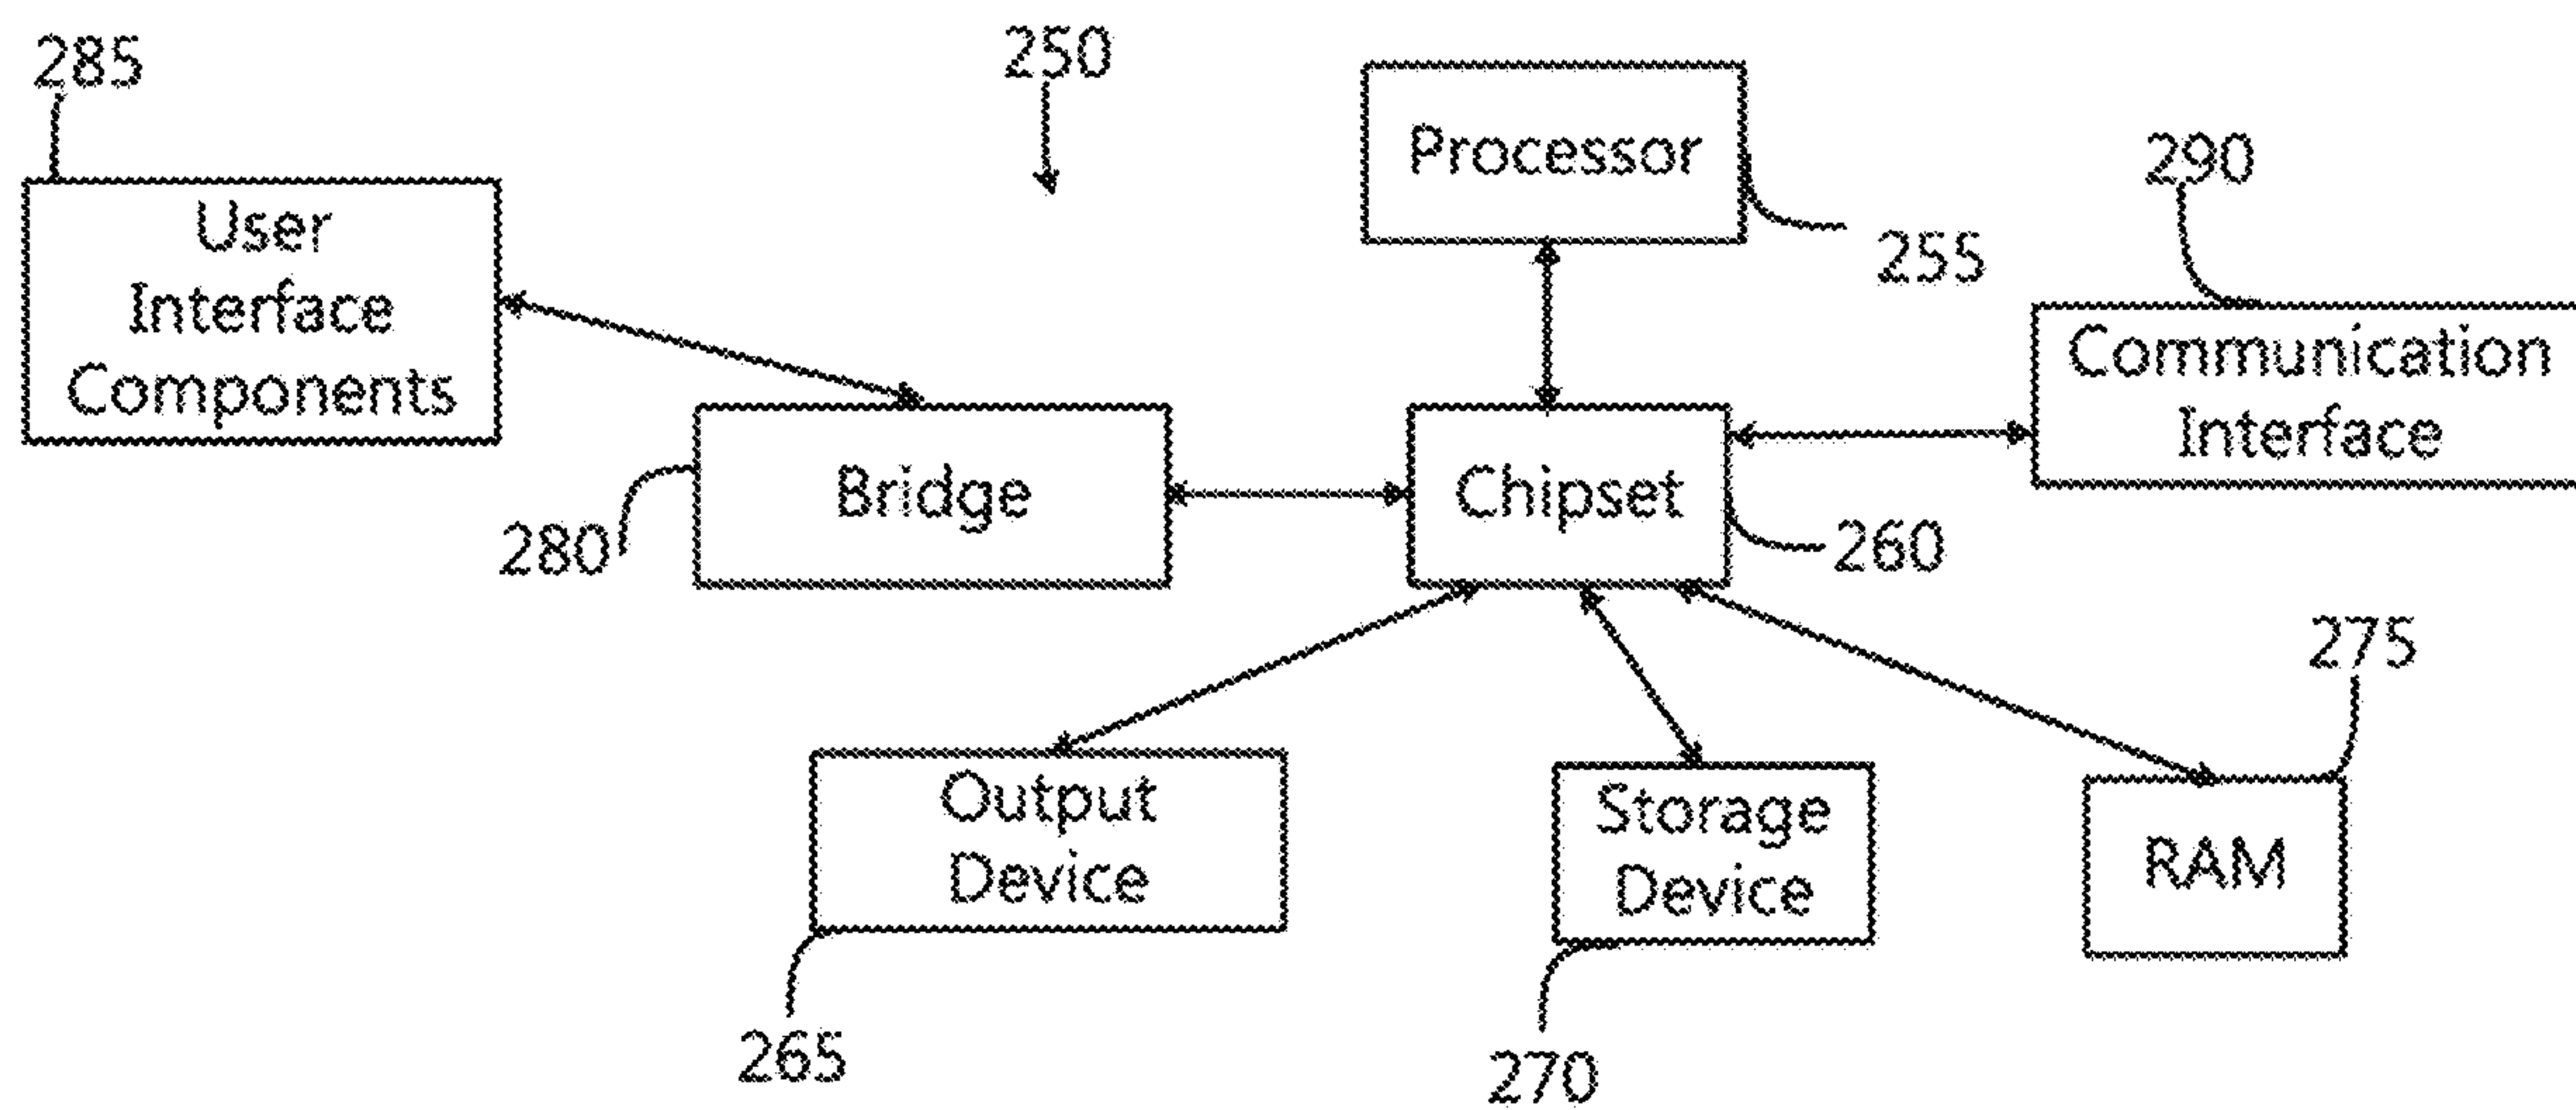 285
250
Processor
255
290
User
Interface
Components
Communication
Interface
Bridge
280
Chipset
260
275
Output
Device
265
Storage
Device
270
RAM